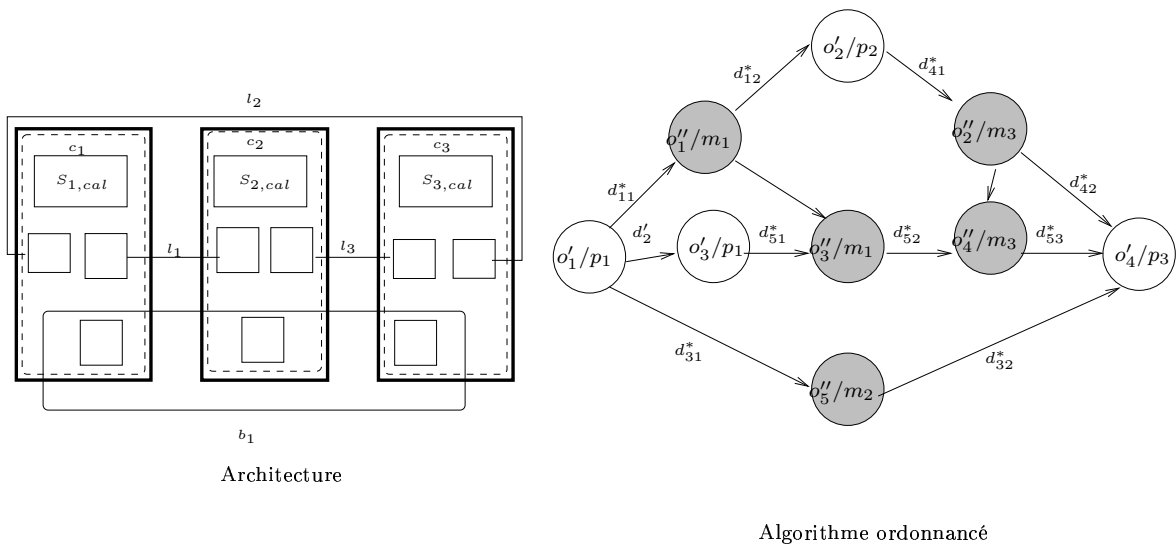 l₂
c₁
c₂
c₃
S₁,cal
S₂,cal
S₃,cal
l₁
l₃
b₁
Architecture
o′₂/p₂
d*₁₂
d*₄₁
o″₁/m₁
o″₂/m₃
d*₁₁
d*₄₂
d′₂
d*₅₁
d*₅₂
d*₅₃
o′₁/p₁
o′₃/p₁
o″₃/m₁
o″₄/m₃
o′₄/p₃
d*₃₁
d*₃₂
o″₅/m₂
Algorithme ordonnancé